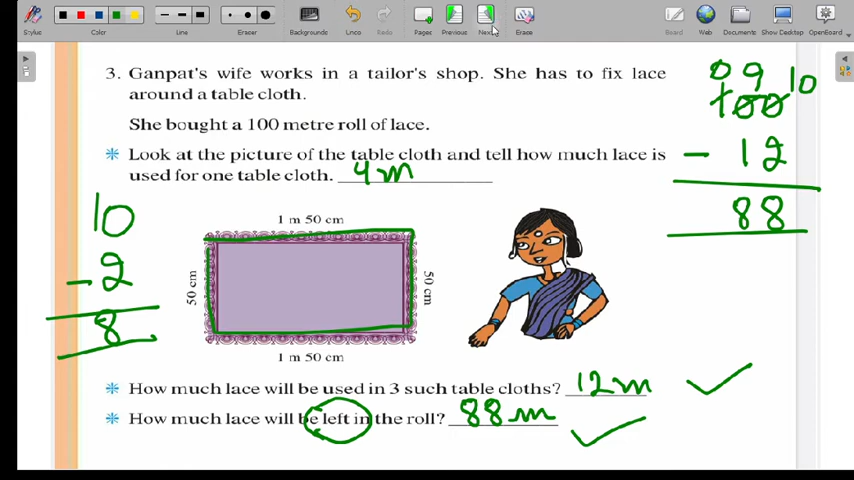 Stylus Color Line Eraser Backgrounds Undo Redo Pages Previous Next Erase Board Web Documents Show Desktop OpenBoard
3. Ganpat's wife works in a tailor's shop. She has to fix lace
around a table cloth.
She bought a 100 metre roll of lace.
* Look at the picture of the table cloth and tell how much lace is
used for one table cloth. 4 m
0 9 10
100
- 12
88
10
- 2
8
1 m 50 cm
50 cm
50 cm
1 m 50 cm
* How much lace will be used in 3 such table cloths? 12 m
* How much lace will be left in the roll? 88 m